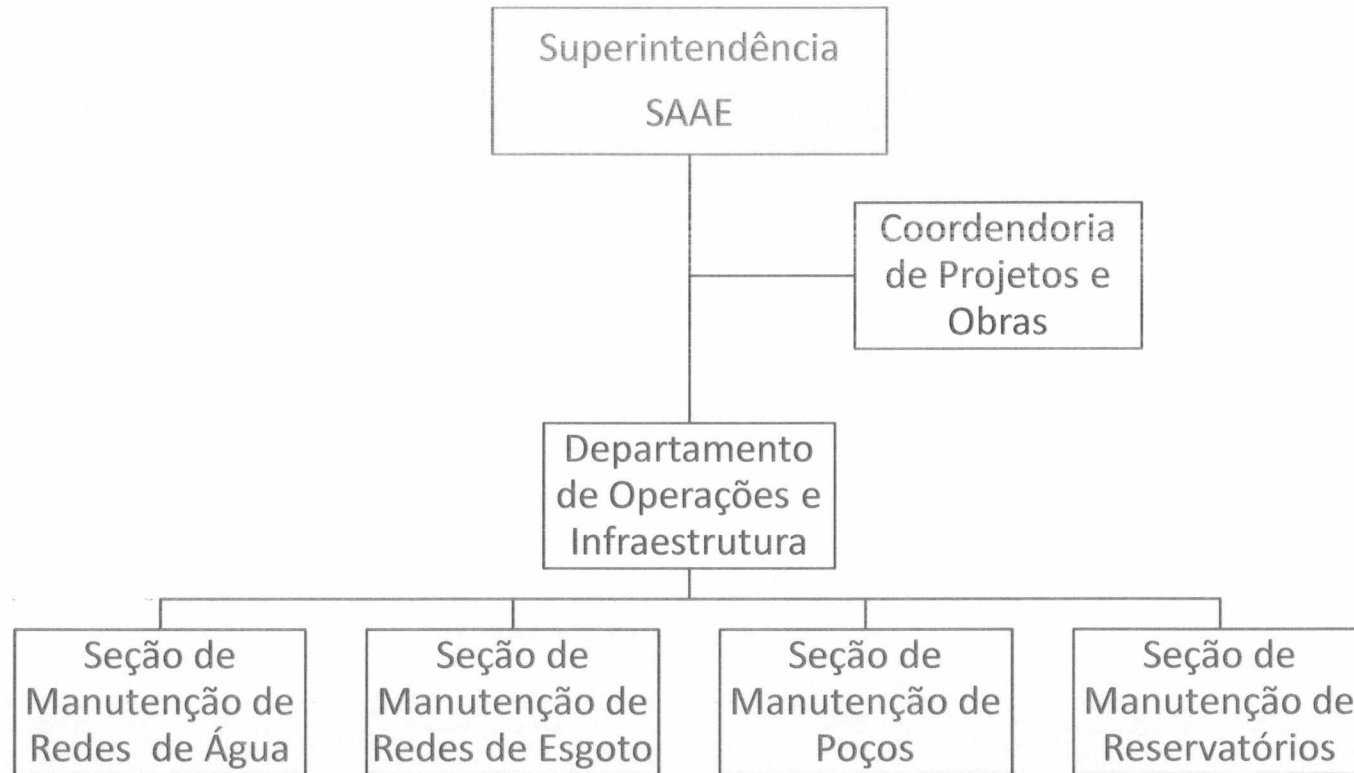 Superintendência
SAAE
Coordendoria
de Projetos e
Obras
Departamento
de Operações e
Infraestrutura
Seção de
Manutenção de
Redes de Água
Seção de
Manutenção de
Redes de Esgoto
Seção de
Manutenção de
Poços
Seção de
Manutenção de
Reservatórios